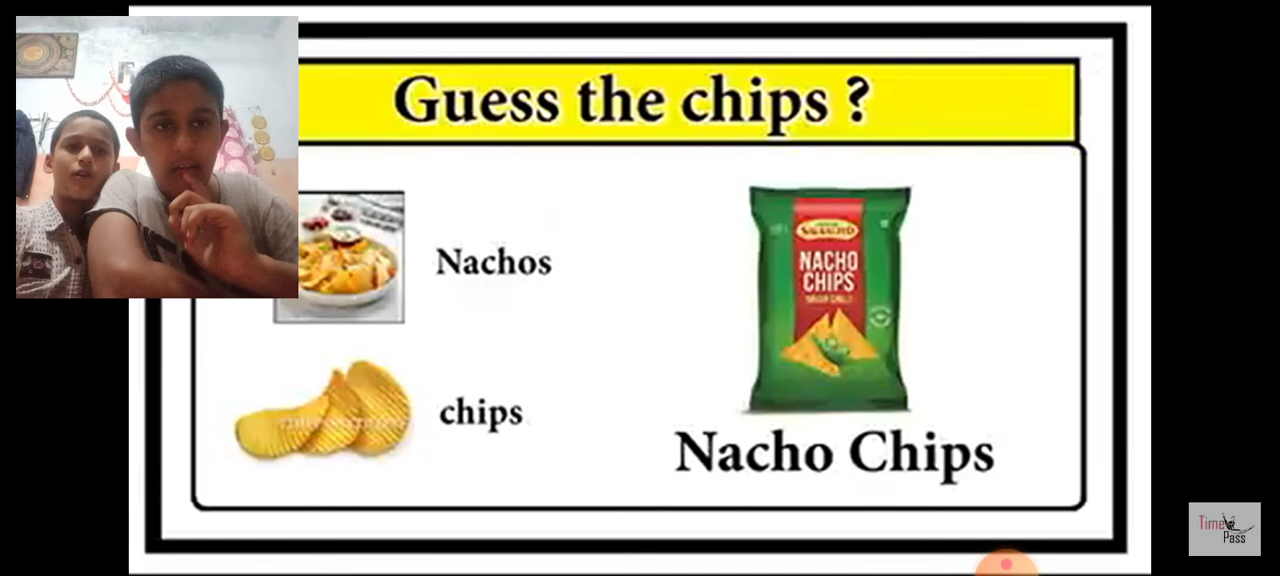 Guess the chips ?
Nachos
NACHO
CHIPS
chips
Nacho Chips
Time
Pass